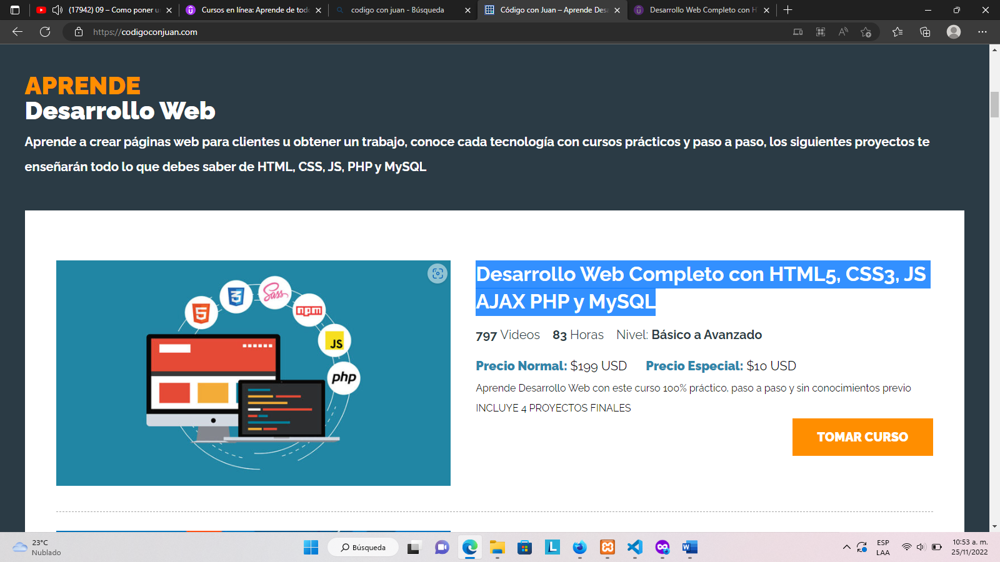 (17942) 09 – Como poner u
Cursos en línea: Aprende de todo
codigo con juan - Búsqueda
Código con Juan – Aprende Desa
Desarrollo Web Completo con H
https://codigoconjuan.com
APRENDE
Desarrollo Web
Aprende a crear páginas web para clientes u obtener un trabajo, conoce cada tecnología con cursos prácticos y paso a paso, los siguientes proyectos te
enseñarán todo lo que debes saber de HTML, CSS, JS, PHP y MySQL
Sass
npm
JS
php
Desarrollo Web Completo con HTML5, CSS3, JS
AJAX PHP y MySQL
797 Videos 83 Horas Nivel: Básico a Avanzado
Precio Normal: $199 USD Precio Especial: $10 USD
Aprende Desarrollo Web con este curso 100% práctico, paso a paso y sin conocimientos previo
INCLUYE 4 PROYECTOS FINALES
TOMAR CURSO
23°C
Nublado
Búsqueda
ESP
LAA
10:53 a. m.
25/11/2022